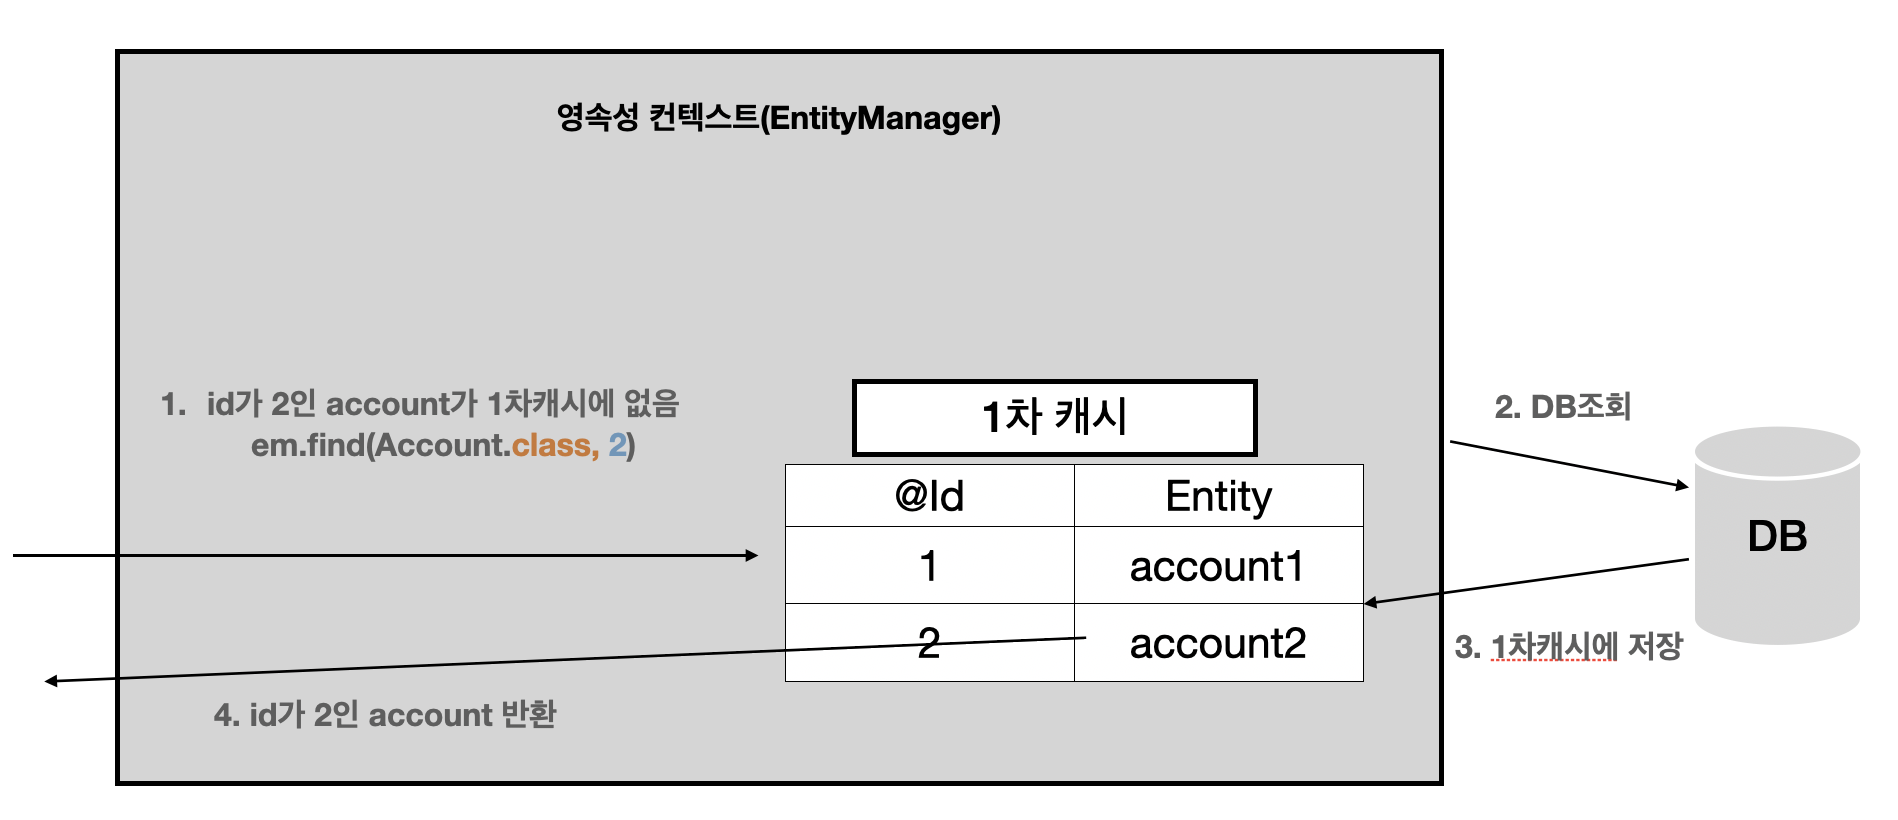 영속성 컨텍스트(EntityManager)
1. id가 2인 account가 1차캐시에 없음
em.find(Account.class, 2)
1차 캐시
@Id Entity
1 account1
2 account2
2. DB조회
DB
3. 1차캐시에 저장
4. id가 2인 account 반환